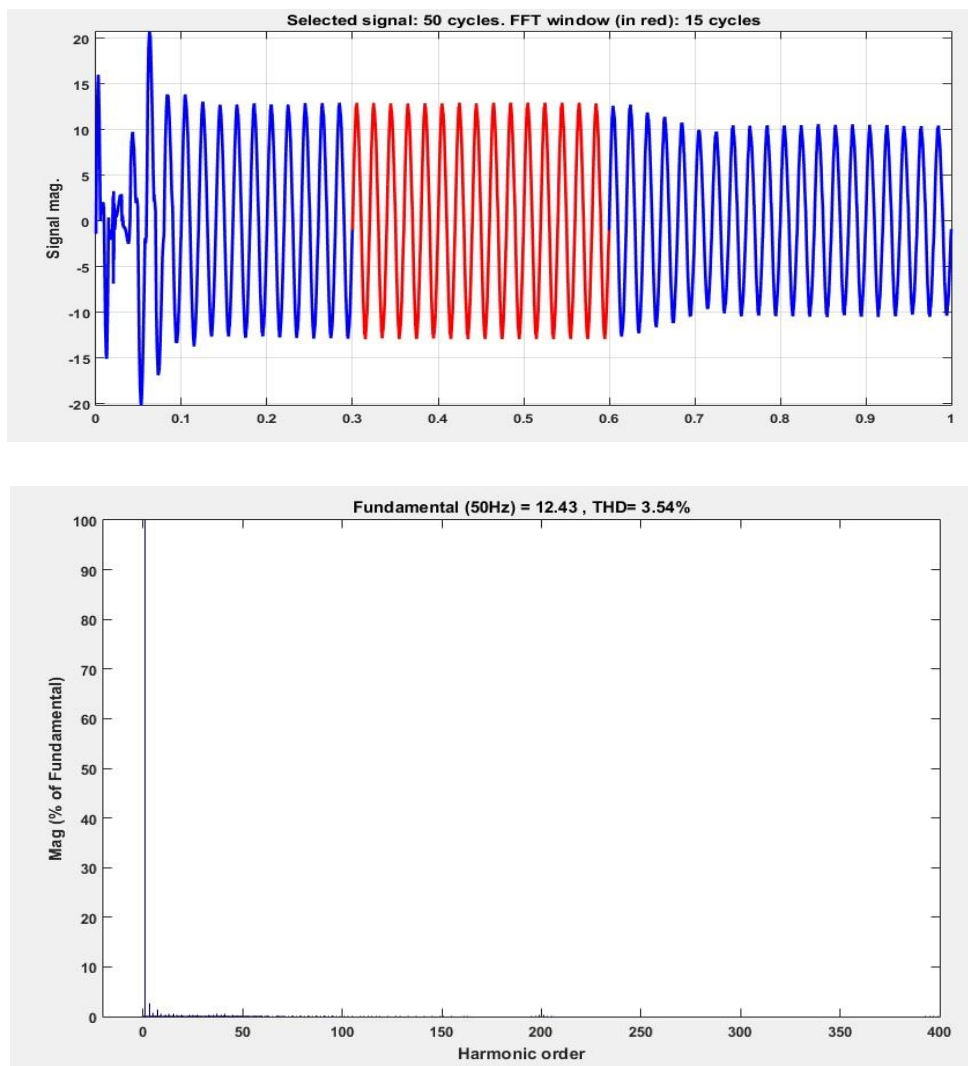 Selected signal: 50 cycles. FFT window (in red): 15 cycles
20
15
10
5
0
-5
-10
-15
-20
Signal mag.
0 0.1 0.2 0.3 0.4 0.5 0.6 0.7 0.8 0.9 1
Fundamental (50Hz) = 12.43 , THD= 3.54%
100
90
80
70
60
50
40
30
20
10
0
Mag (% of Fundamental)
0 50 100 150 200 250 300 350 400
Harmonic order